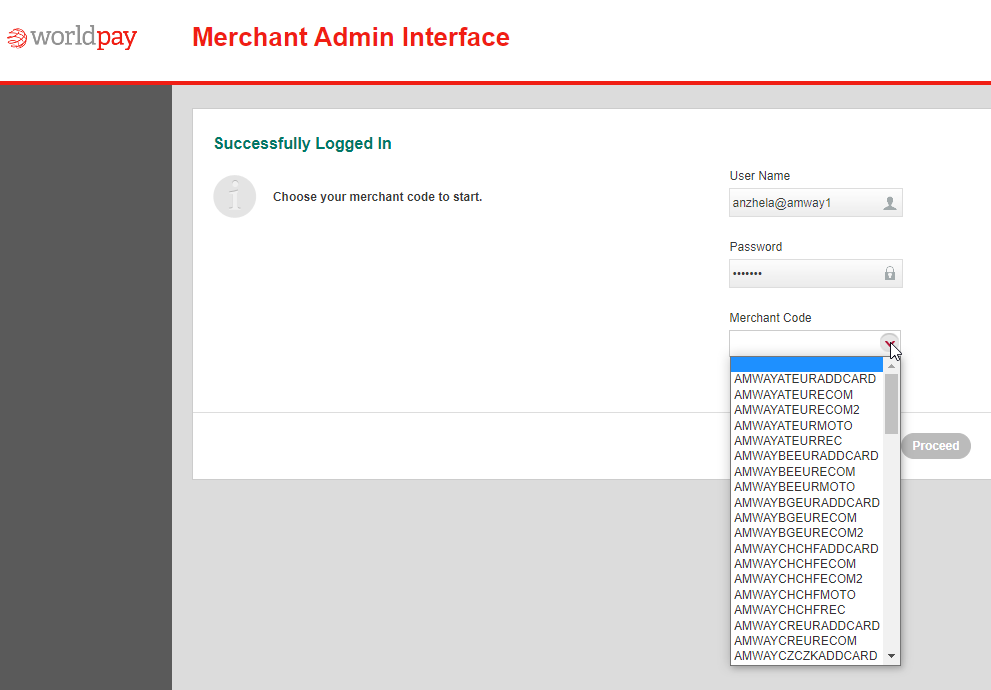 worldpay
Merchant Admin Interface
Successfully Logged In
Choose your merchant code to start.
User Name
anzhela@amway1
Password
•••••••
Merchant Code
AMWAYATEURADDCARD
AMWAYATEURECOM
AMWAYATEURECOM2
AMWAYATEURMOTO
AMWAYATEURREC
AMWAYBEEURADDCARD
AMWAYBEEURECOM
AMWAYBEEURMOTO
AMWAYBGEURADDCARD
AMWAYBGEURECOM
AMWAYBGEURECOM2
AMWAYCHCHFADDCARD
AMWAYCHCHFECOM
AMWAYCHCHFECOM2
AMWAYCHCHFMOTO
AMWAYCHCHFREC
AMWAYCREURADDCARD
AMWAYCREURECOM
AMWAYCZCZKADDCARD
Proceed